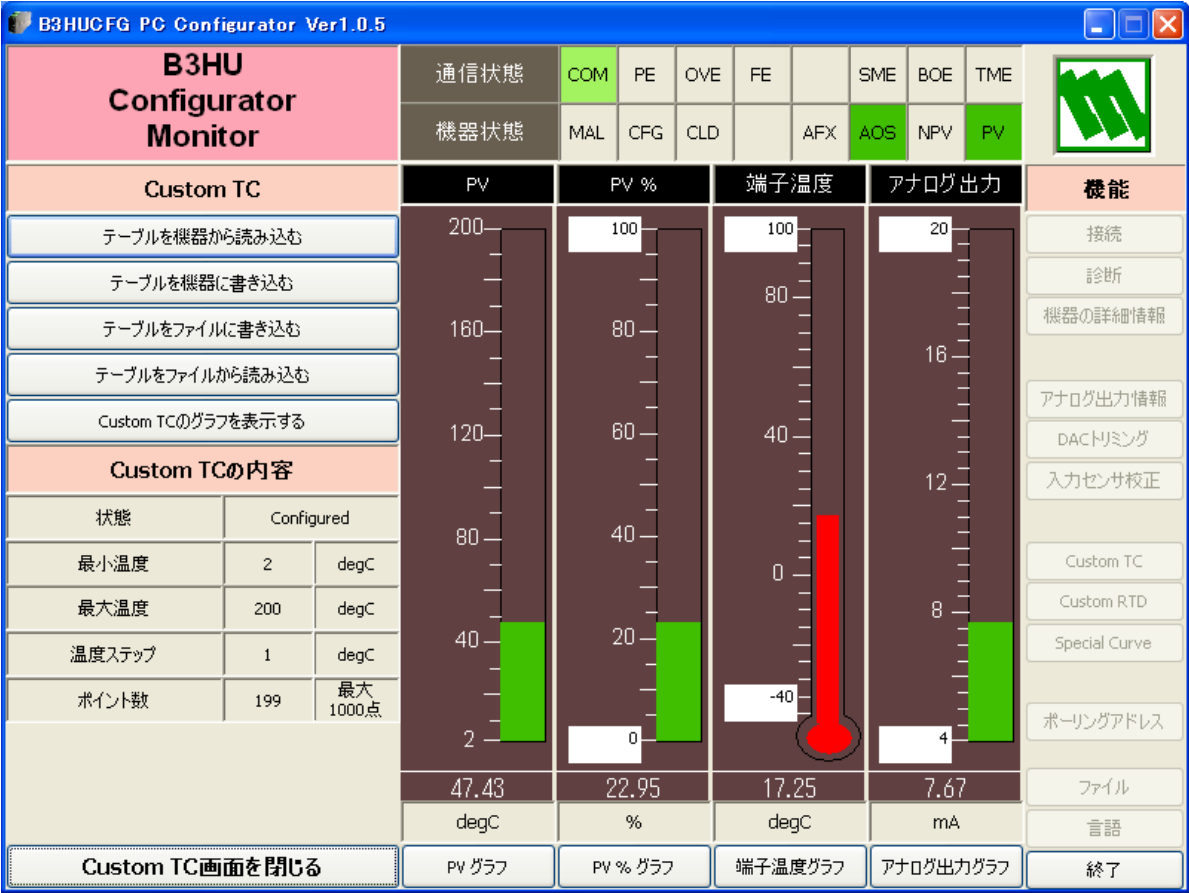 B3HUCFG PC Configurator Ver1.0.5
B3HU
Configurator
Monitor
通信状態 COM PE OVE FE SME BOE TME
機器状態 MAL CFG CLD AFX AOS NPV PV
Custom TC
テーブルを機器から読み込む
テーブルを機器に書き込む
テーブルをファイルに書き込む
テーブルをファイルから読み込む
Custom TCのグラフを表示する
Custom TCの内容
状態 Configured
最小温度 2 degC
最大温度 200 degC
温度ステップ 1 degC
ポイント数 199 最大
1000点
Custom TC画面を閉じる
PV
200
160
120
80
40
2
47.43
degC
PV グラフ
PV %
100
80
60
40
20
0
22.95
%
PV % グラフ
端子温度
100
80
40
0
-40
17.25
degC
端子温度グラフ
アナログ出力
20
16
12
8
4
7.67
mA
アナログ出力グラフ
機能
接続
診断
機器の詳細情報
アナログ出力情報
DACトリミング
入力センサ校正
Custom TC
Custom RTD
Special Curve
ポーリングアドレス
ファイル
言語
終了